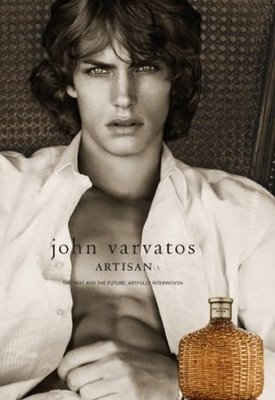 john varvatos
ARTISAN
THE PAST AND THE FUTURE, ARTFULLY INTERWOVEN